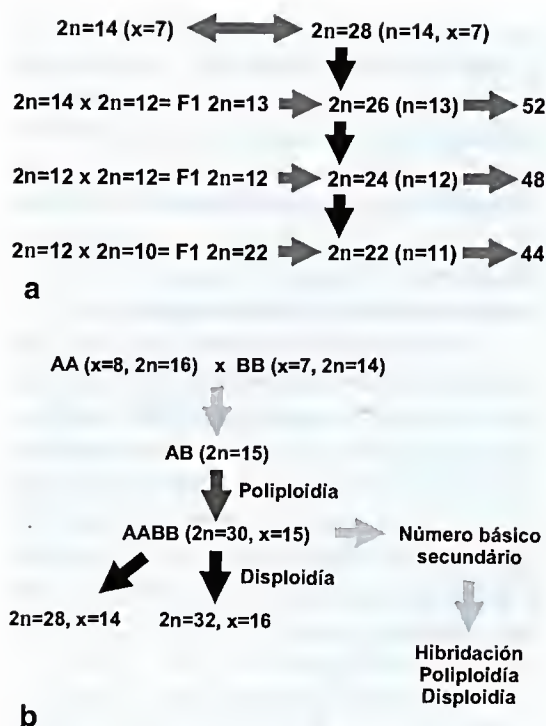 2n=14 (x=7) 2n=28 (n=14, x=7)
2n=14 x 2n=12= F1 2n=13 2n=26 (n=13) 52
2n=12 x 2n=12= F1 2n=12 2n=24 (n=12) 48
2n=12 x 2n=10= F1 2n=22 2n=22 (n=11) 44
a
AA (x=8, 2n=16) x BB (x=7, 2n=14)
AB (2n=15)
Poliploidía
AABB (2n=30, x=15) Número básico
secundário
Disploidía
2n=28, x=14 2n=32, x=16
Hibridación
Poliploidía
Disploidía
b